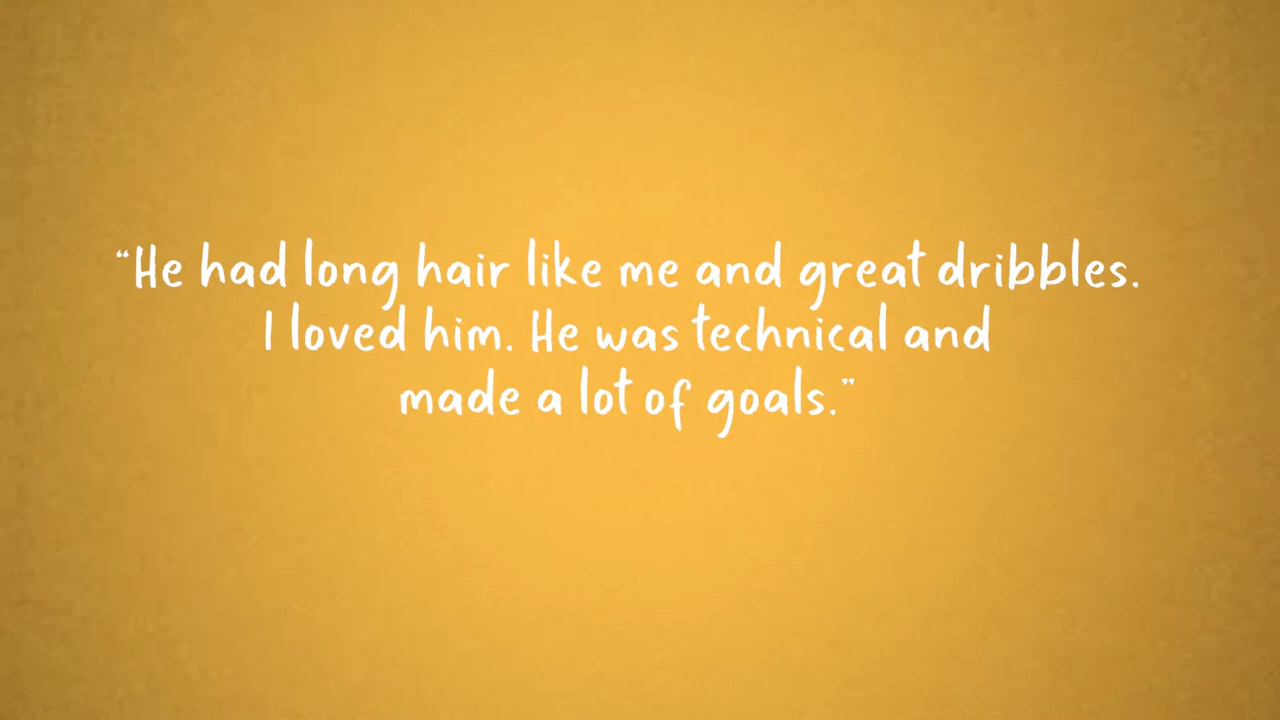 “He had long hair like me and great dribbles.
I loved him. He was technical and
made a lot of goals.”